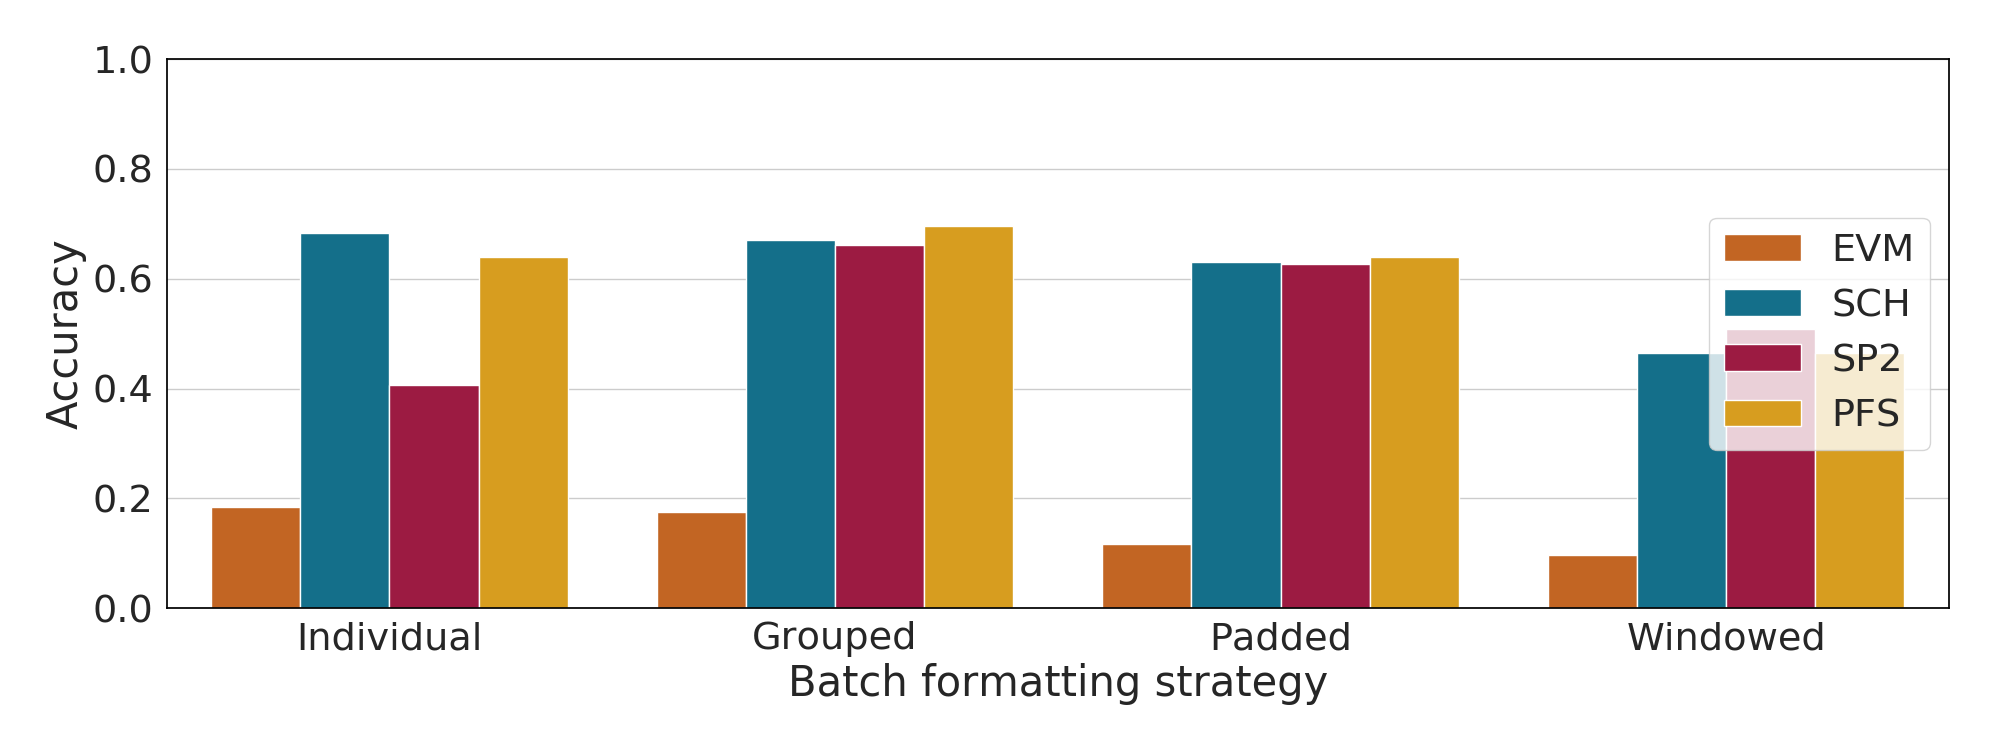 1.0
0.8
0.6
0.4
0.2
0.0
Accuracy
EVM
SCH
SP2
PFS
Individual Grouped Padded Windowed
Batch formatting strategy